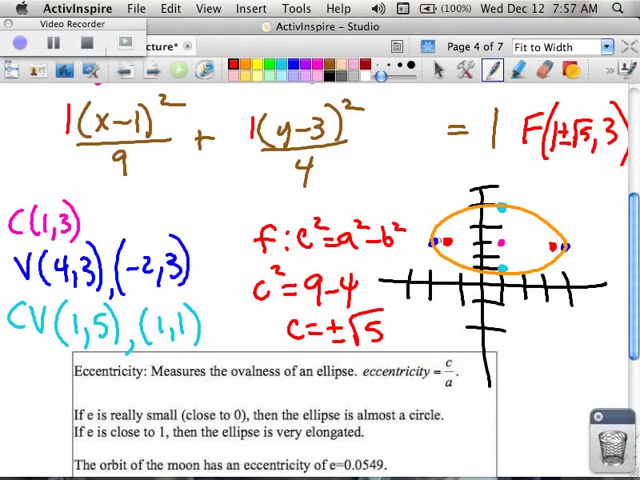 ActivInspire File Edit View Insert Tools Help (100%) Wed Dec 12 7:57 AM
Video Recorder
ActivInspire - Studio
cture*
Page 4 of 7 Fit to Width
1(x-1)²/9 + 1(y-3)²/4 = 1 F(1±√5,3)
C(1,3)
V(4,3),(-2,3)
CV(1,5),(1,1)
f: c²=a²-b²
c²=9-4
c=±√5
Eccentricity: Measures the ovalness of an ellipse. eccentricity = c/a.
If e is really small (close to 0), then the ellipse is almost a circle.
If e is close to 1, then the ellipse is very elongated.
The orbit of the moon has an eccentricity of e=0.0549.